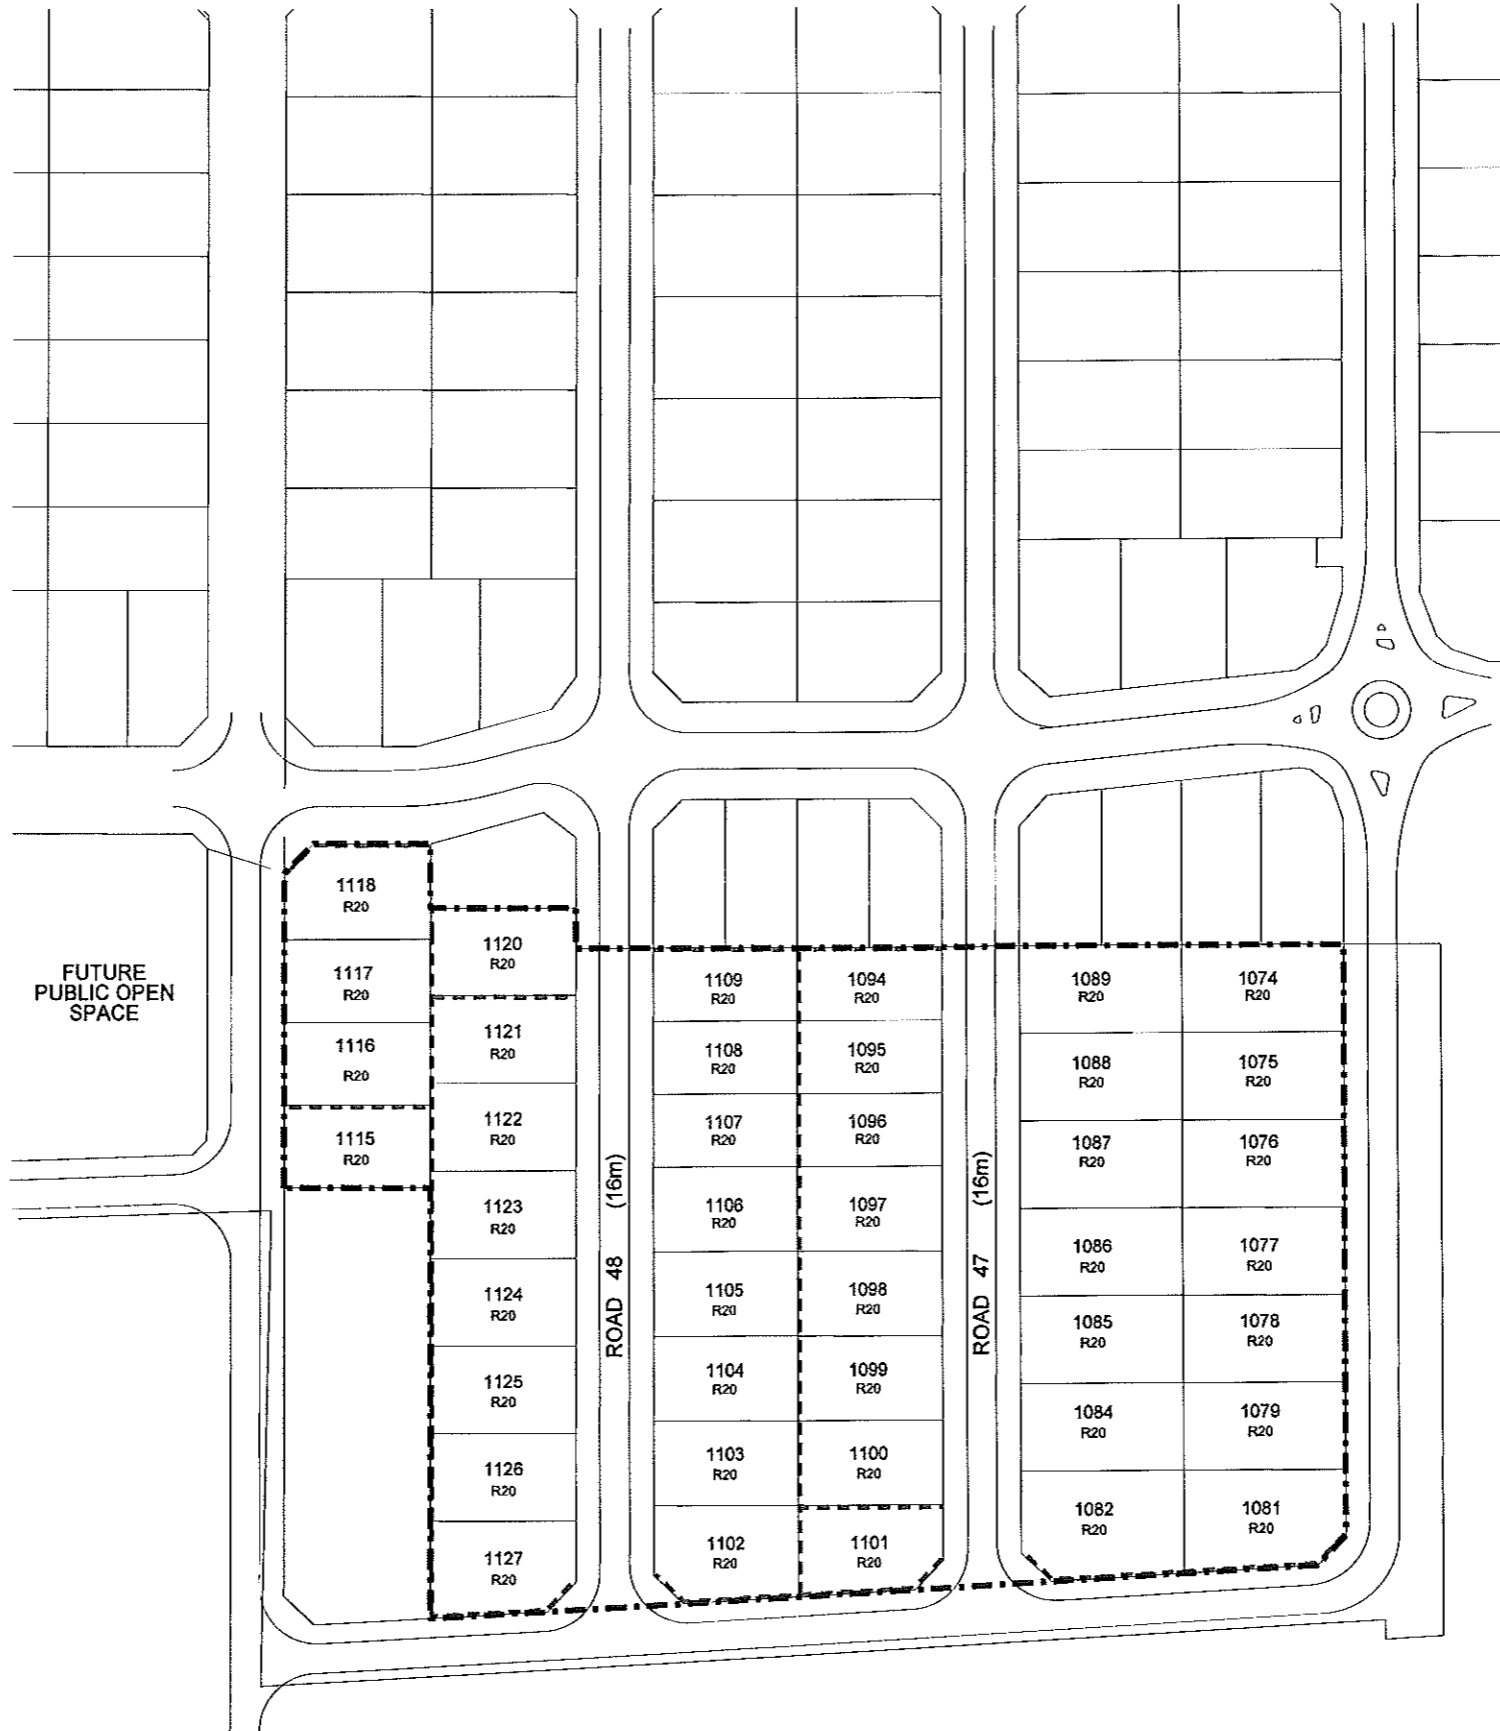 1118
R20
1117
R20
1116
R20
1115
R20
FUTURE
PUBLIC OPEN
SPACE
1120
R20
1121
R20
1122
R20
1123
R20
1124
R20
1125
R20
1126
R20
1127
R20
ROAD 48 (16m)
1109
R20
1108
R20
1107
R20
1106
R20
1105
R20
1104
R20
1103
R20
1102
R20
1094
R20
1095
R20
1096
R20
1097
R20
1098
R20
1099
R20
1100
R20
1101
R20
ROAD 47 (16m)
1089
R20
1088
R20
1087
R20
1086
R20
1085
R20
1084
R20
1082
R20
1074
R20
1075
R20
1076
R20
1077
R20
1078
R20
1079
R20
1081
R20